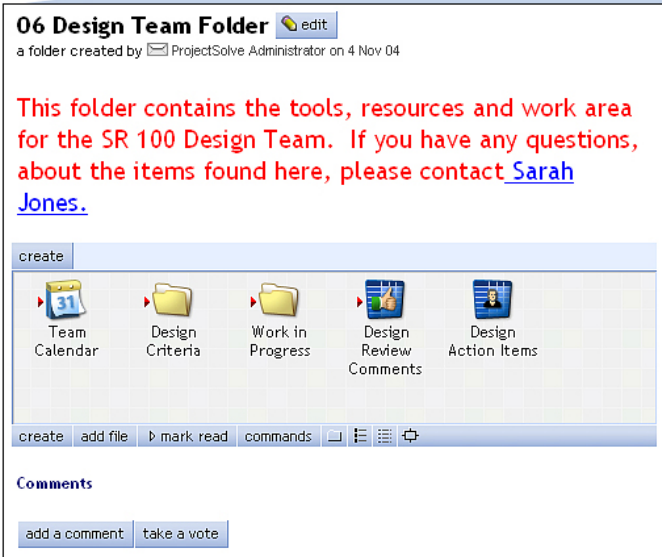 06 Design Team Folder edit
a folder created by ProjectSolve Administrator on 4 Nov 04
This folder contains the tools, resources and work area
for the SR 100 Design Team. If you have any questions,
about the items found here, please contact Sarah
Jones.
create
31
Team
Calendar
Design
Criteria
Work in
Progress
Design
Review
Comments
Design
Action Items
create add file mark read commands
Comments
add a comment take a vote